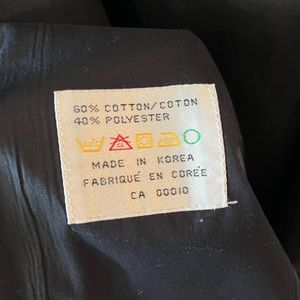 60% COTTON/COTON
40% POLYESTER
MADE IN KOREA
FABRIQUÉ EN CORÉE
CA 00010